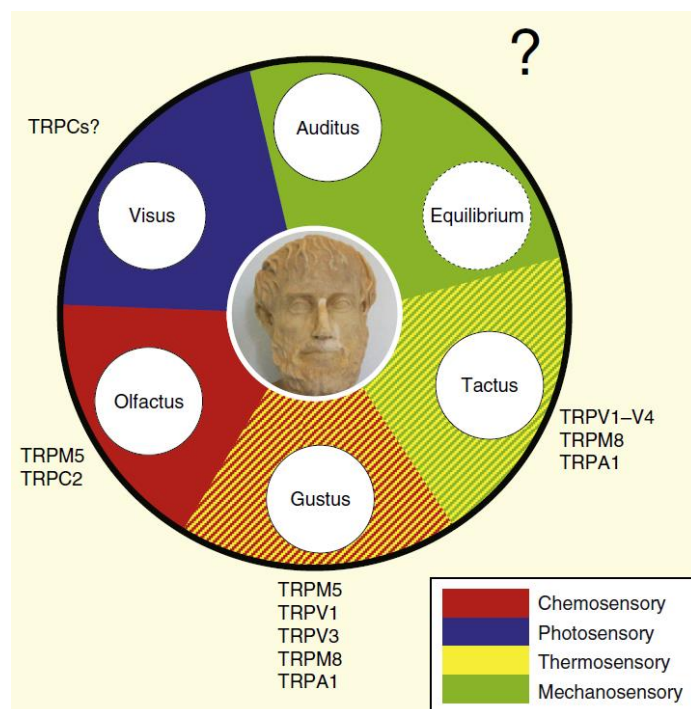 ?
Auditus
TRPCs?
Visus
Equilibrium
Olfactus
Tactus
TRPV1–V4
TRPM8
TRPA1
TRPM5
TRPC2
Gustus
TRPM5
TRPV1
TRPV3
TRPM8
TRPA1
Chemosensory
Photosensory
Thermosensory
Mechanosensory